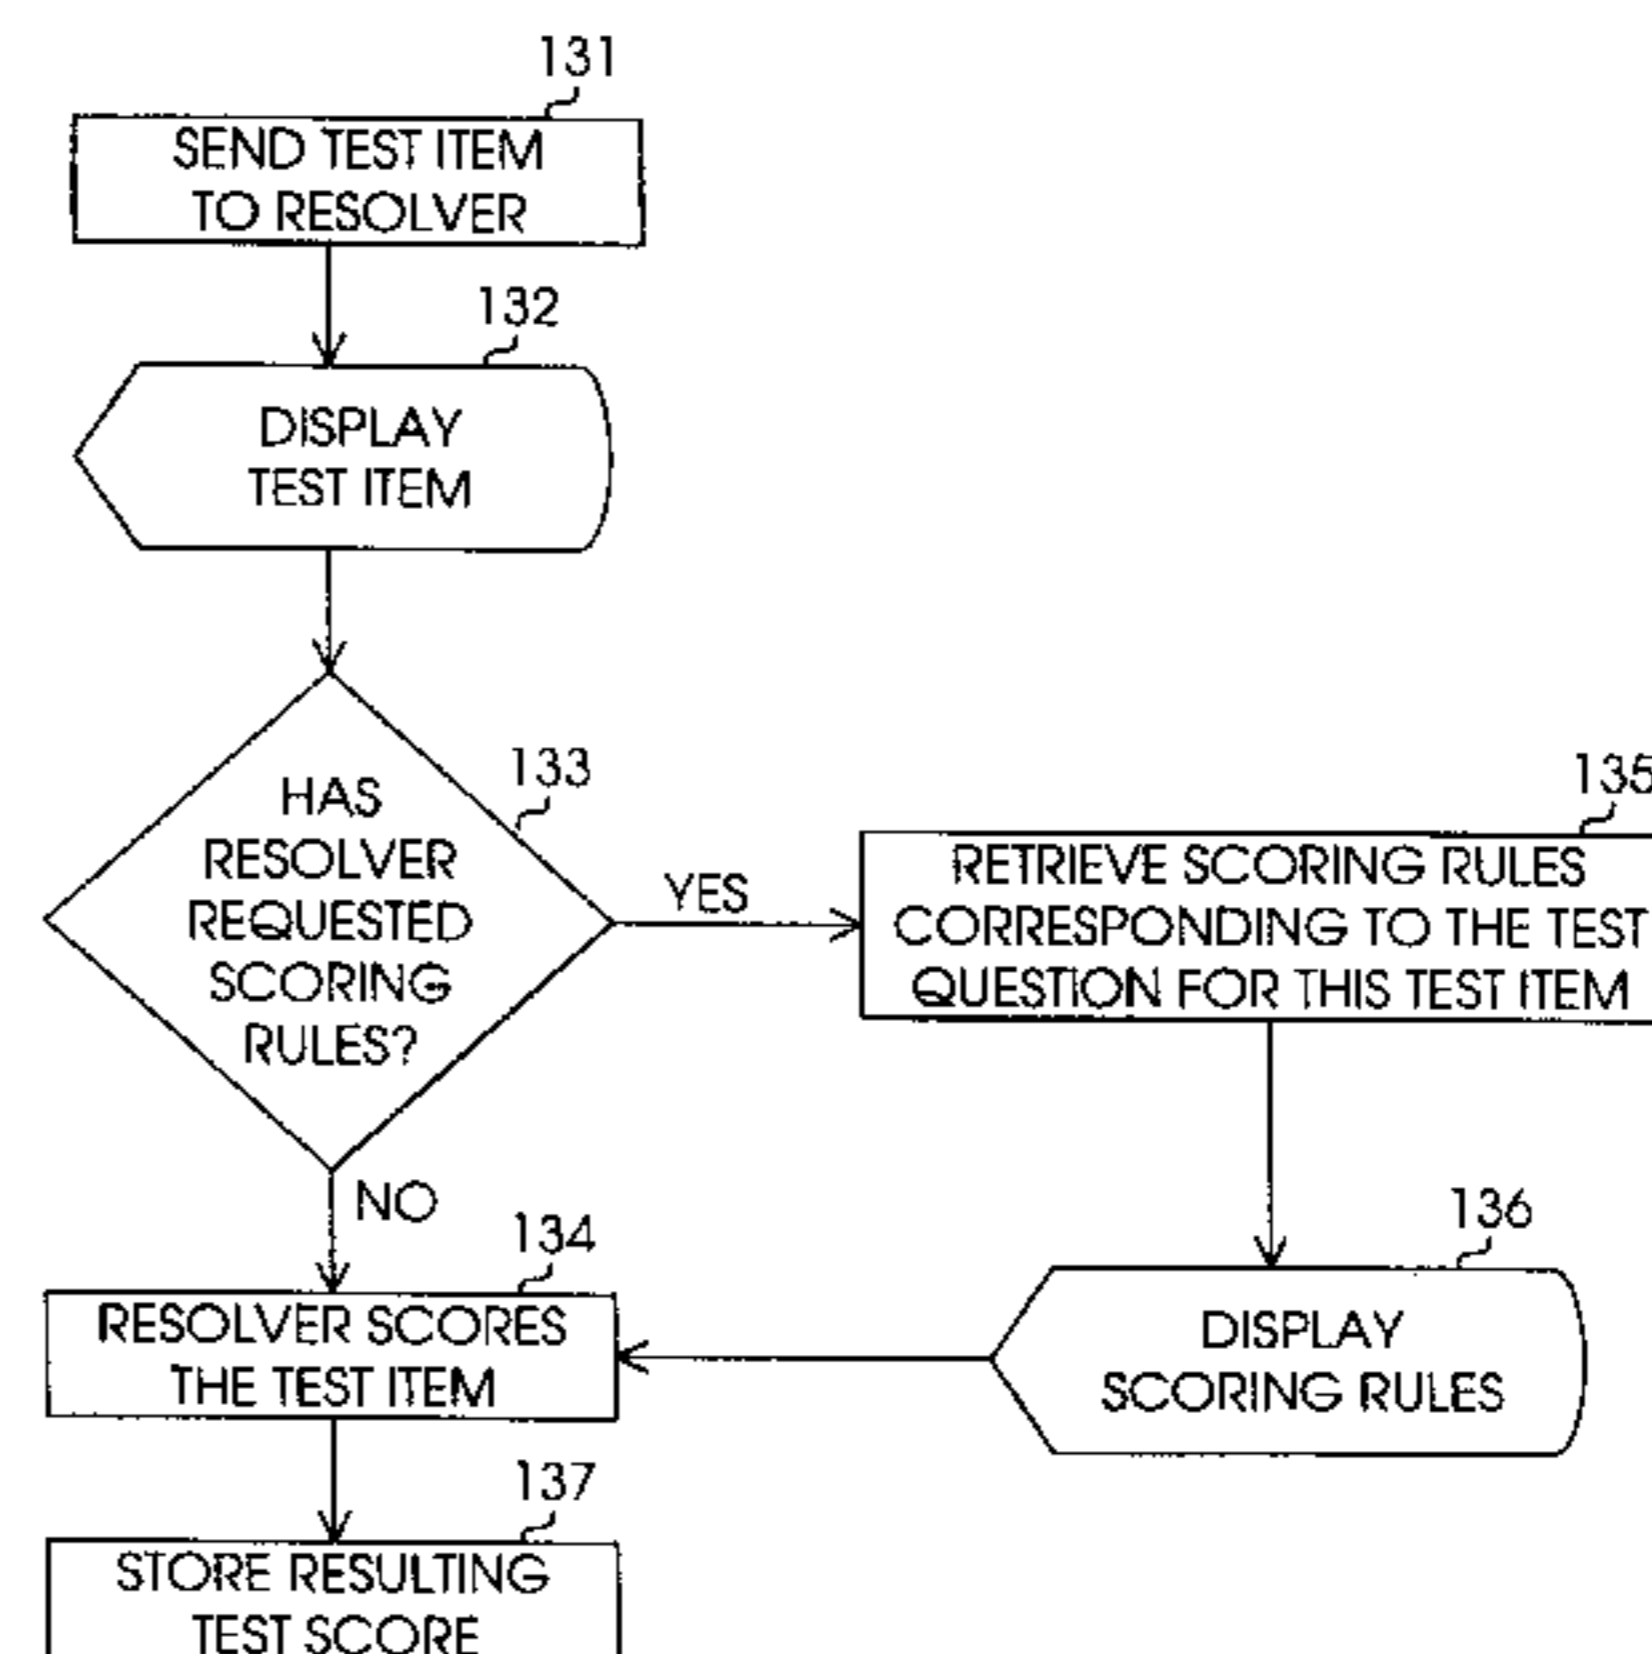 131
SEND TEST ITEM
TO RESOLVER
132
DISPLAY
TEST ITEM
133
HAS
RESOLVER
REQUESTED
SCORING
RULES?
YES
135
RETRIEVE SCORING RULES
CORRESPONDING TO THE TEST
QUESTION FOR THIS TEST ITEM
NO
134
RESOLVER SCORES
THE TEST ITEM
136
DISPLAY
SCORING RULES
137
STORE RESULTING
TEST SCORE